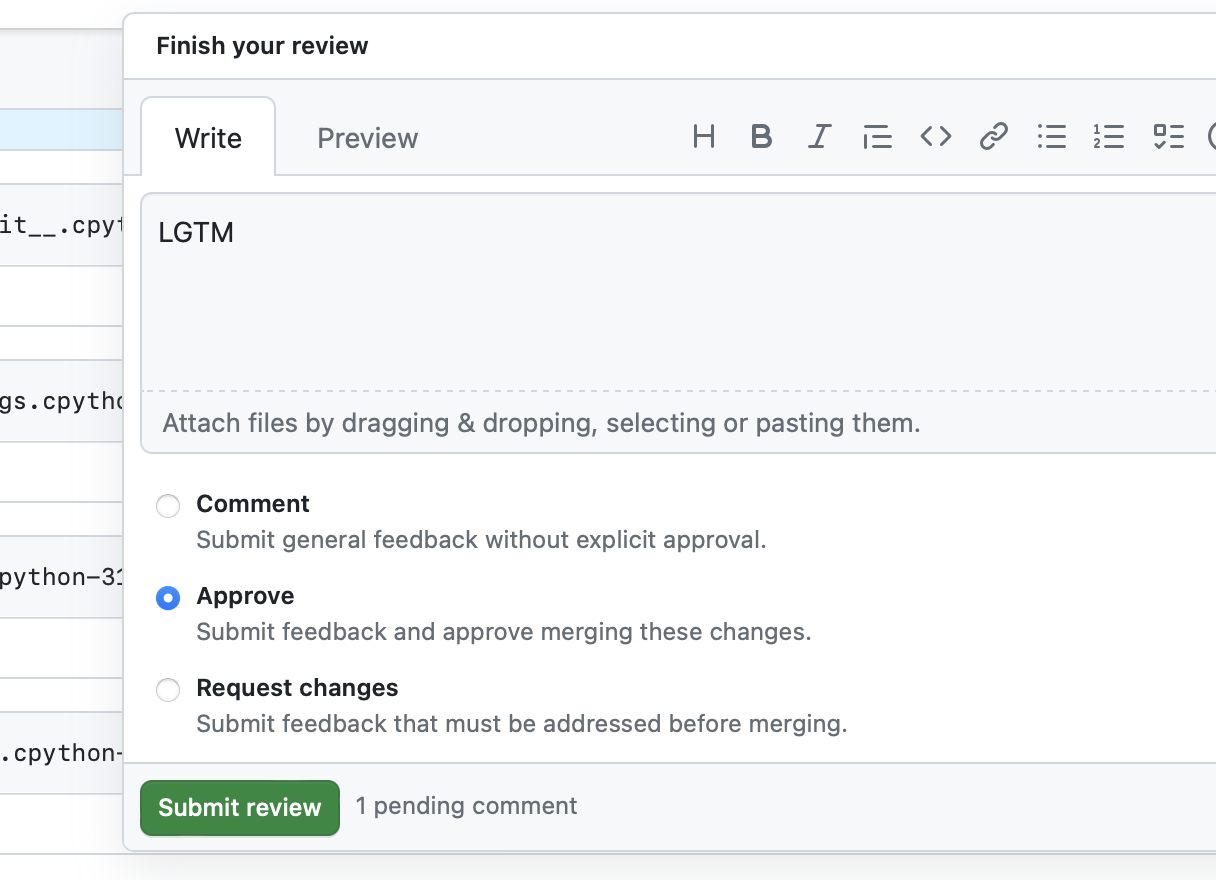 Finish your review
Write
Preview
LGTM
Attach files by dragging & dropping, selecting or pasting them.
Comment
Submit general feedback without explicit approval.
Approve
Submit feedback and approve merging these changes.
Request changes
Submit feedback that must be addressed before merging.
Submit review
1 pending comment
it__.cpyt
gs.cpytho
python-31
.cpython-